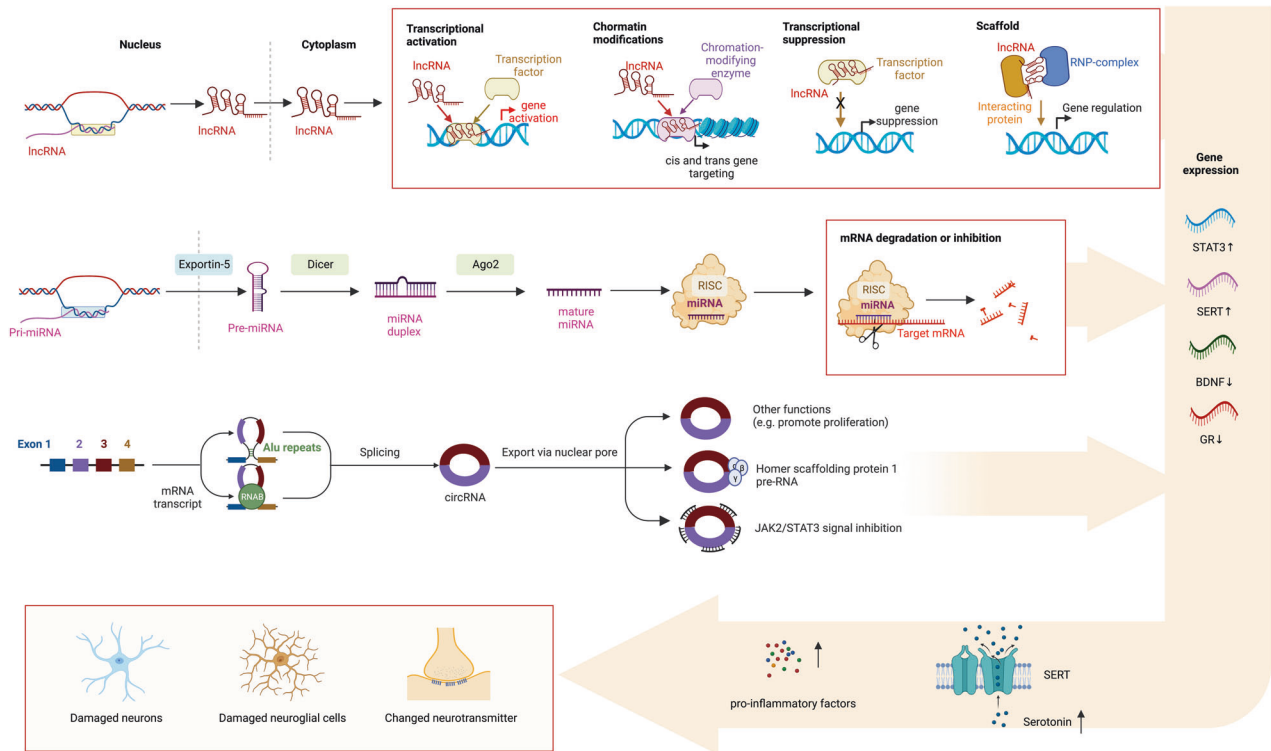 Nucleus
Cytoplasm
lncRNA
lncRNA
lncRNA
Transcriptional
activation
lncRNA
Transcription
factor
gene
activation
Chormatin
modifications
lncRNA
Chromation-
modifying
enzyme
cis and trans gene
targeting
Transcriptional
suppression
lncRNA
Transcription
factor
X
gene
suppression
Scaffold
lncRNA
RNP-complex
Interacting
protein
Gene regulation
Gene
expression
STAT3↑
SERT↑
BDNF↓
GR↓
Pri-miRNA
Exportin-5
Pre-miRNA
Dicer
miRNA
duplex
Ago2
mature
miRNA
RISC
miRNA
mRNA degradation or inhibition
RISC
miRNA
Target mRNA
Exon 1
2
3
4
mRNA
transcript
Alu repeats
RNAB
Splicing
circRNA
Export via nuclear pore
Other functions
(e.g. promote proliferation)
β
γ
Homer scaffolding protein 1
pre-RNA
JAK2/STAT3 signal inhibition
Damaged neurons
Damaged neuroglial cells
Changed neurotransmitter
pro-inflammatory factors
SERT
Serotonin